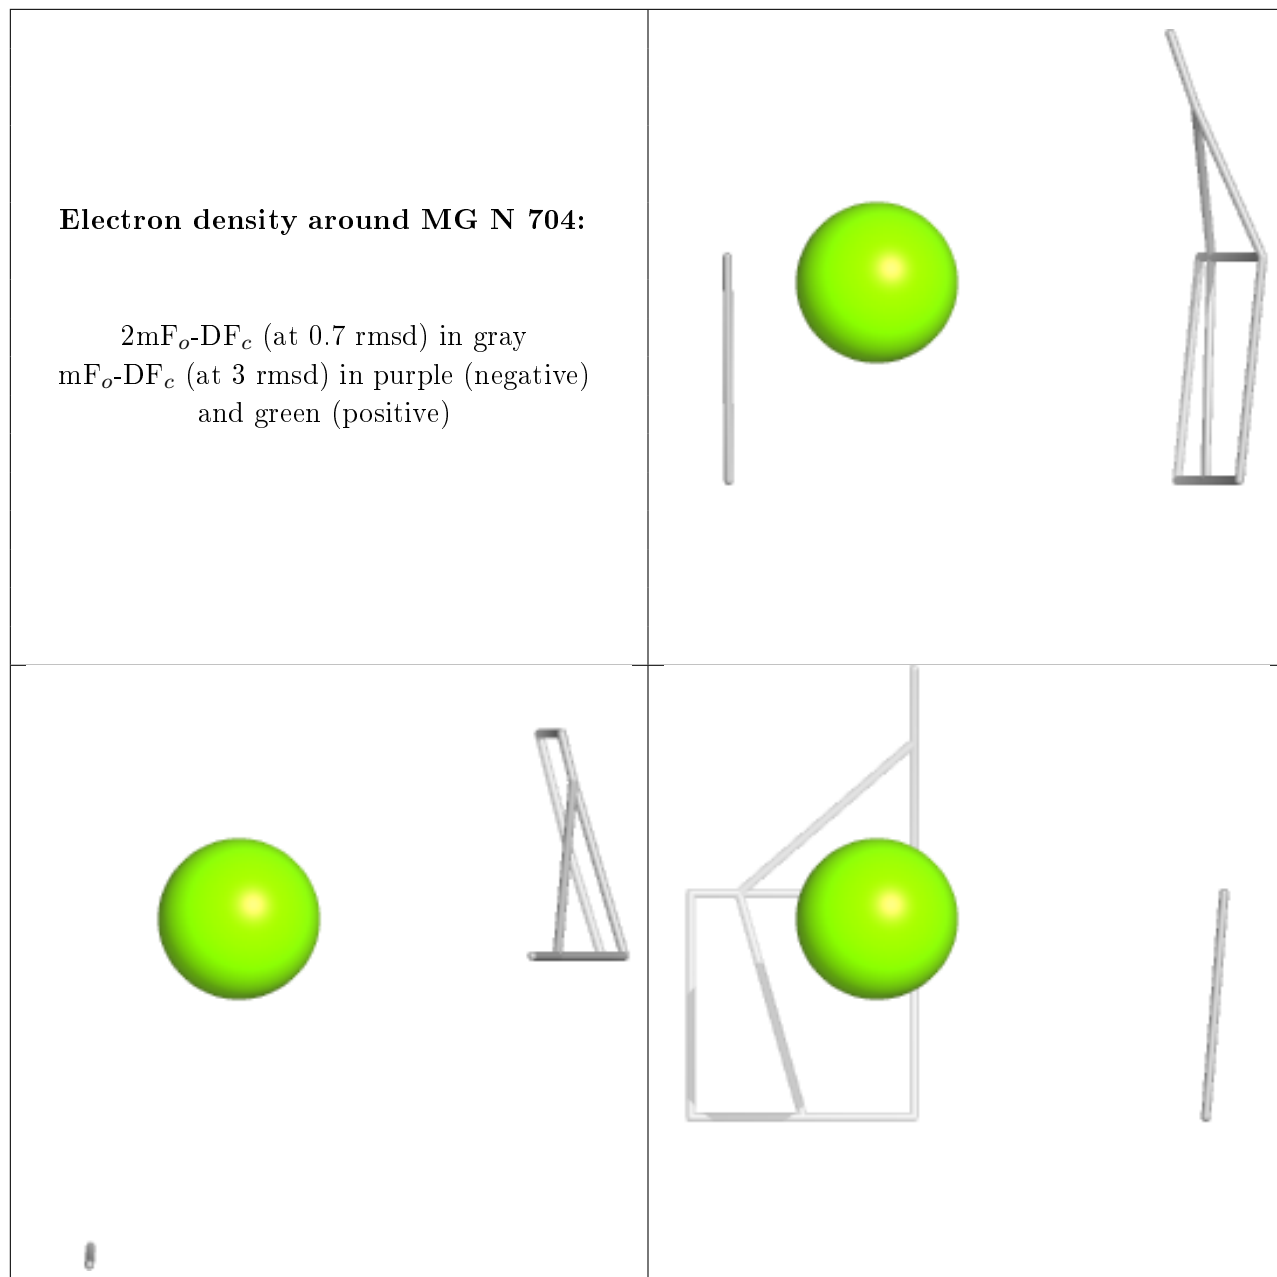 Electron density around MG N 704:
2mFo-DFc (at 0.7 rmsd) in gray
mFo-DFc (at 3 rmsd) in purple (negative)
and green (positive)